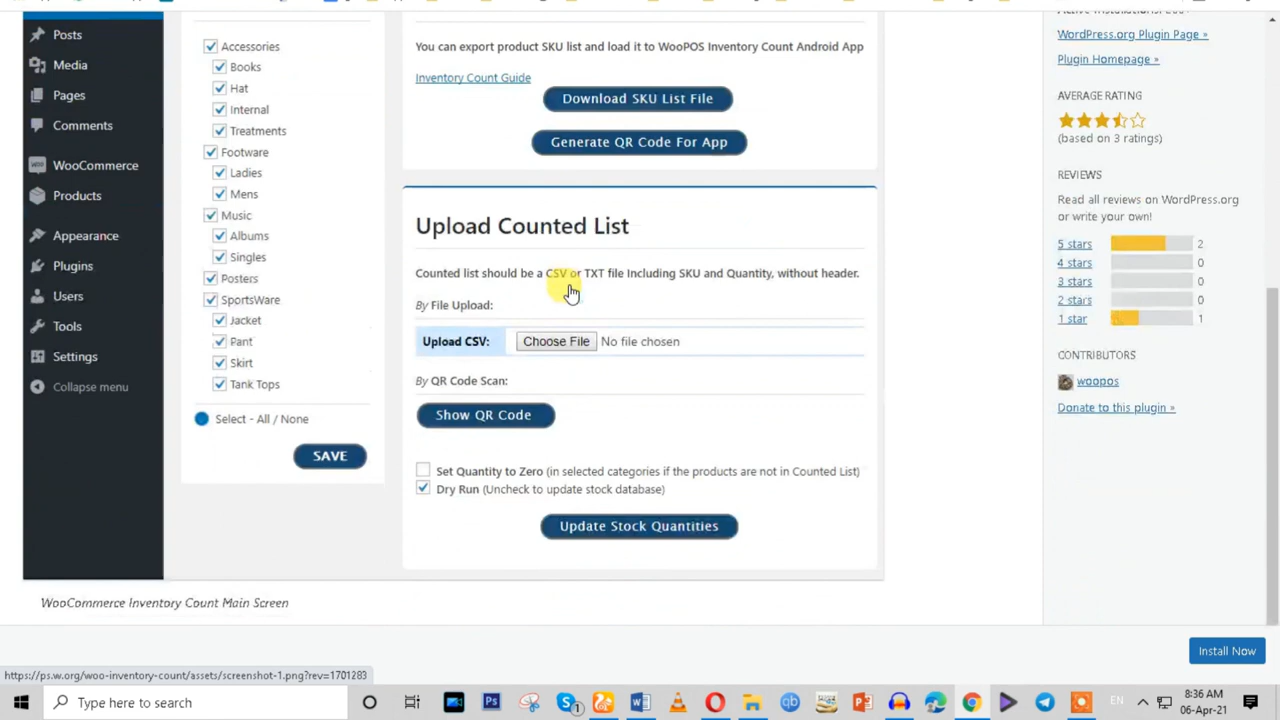 Posts
Media
Pages
Comments
WooCommerce
Products
Appearance
Plugins
Users
Tools
Settings
Collapse menu
Accessories
Books
Hat
Internal
Treatments
Footware
Ladies
Mens
Music
Albums
Singles
Posters
SportsWare
Jacket
Pant
Skirt
Tank Tops
Select - All / None
SAVE
You can export product SKU list and load it to WooPOS Inventory Count Android App
Inventory Count Guide
Download SKU List File
Generate QR Code For App
Upload Counted List
Counted list should be a CSV or TXT file Including SKU and Quantity, without header.
By File Upload:
Upload CSV: Choose File No file chosen
By QR Code Scan:
Show QR Code
Set Quantity to Zero (in selected categories if the products are not in Counted List)
Dry Run (Uncheck to update stock database)
Update Stock Quantities
WooCommerce Inventory Count Main Screen
WordPress.org Plugin Page »
Plugin Homepage »
AVERAGE RATING
(based on 3 ratings)
REVIEWS
Read all reviews on WordPress.org
or write your own!
5 stars 2
4 stars 0
3 stars 0
2 stars 0
1 star 1
CONTRIBUTORS
woopos
Donate to this plugin »
Install Now
https://ps.w.org/woo-inventory-count/assets/screenshot-1.png?rev=1701283
Type here to search
EN
8:36 AM
06-Apr-21